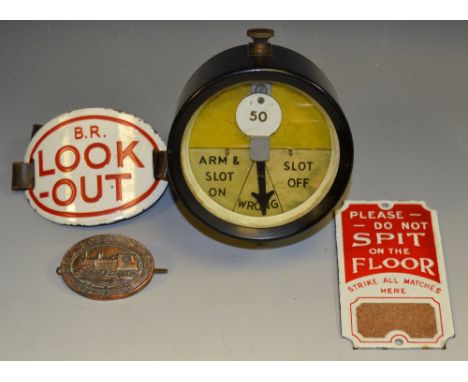 B.R.
LOOK
-OUT
50
ARM &
SLOT
ON
SLOT
OFF
WRONG
PLEASE -
- DO NOT
SPIT
ON THE
FLOOR
STRIKE ALL MATCHES
HERE